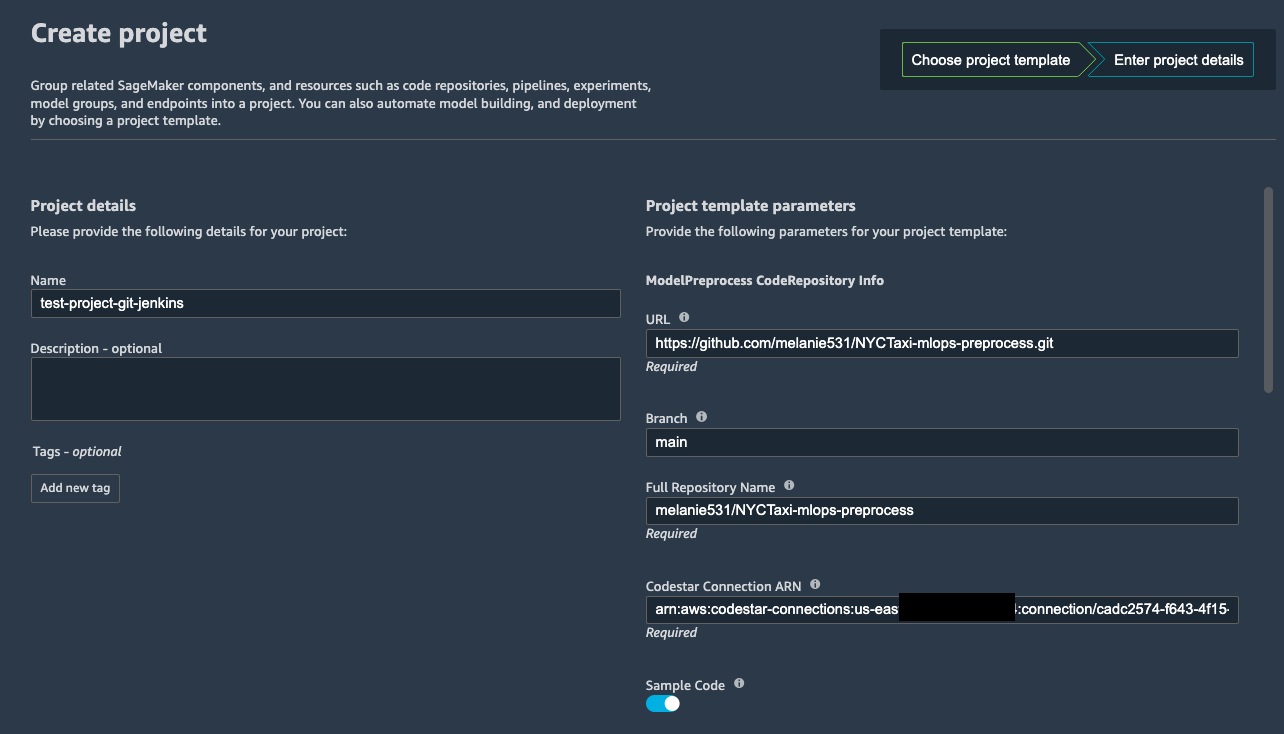 Create project
Choose project template
Enter project details
Group related SageMaker components, and resources such as code repositories, pipelines, experiments,
model groups, and endpoints into a project. You can also automate model building, and deployment
by choosing a project template.
Project details
Please provide the following details for your project:
Name
test-project-git-jenkins
Description - optional
Tags - optional
Add new tag
Project template parameters
Provide the following parameters for your project template:
ModelPreprocess CodeRepository Info
URL
https://github.com/melanie531/NYCTaxi-mlops-preprocess.git
Required
Branch
main
Full Repository Name
melanie531/NYCTaxi-mlops-preprocess
Required
Codestar Connection ARN
arn:aws:codestar-connections:us-eas :connection/cadc2574-f643-4f15-
Required
Sample Code